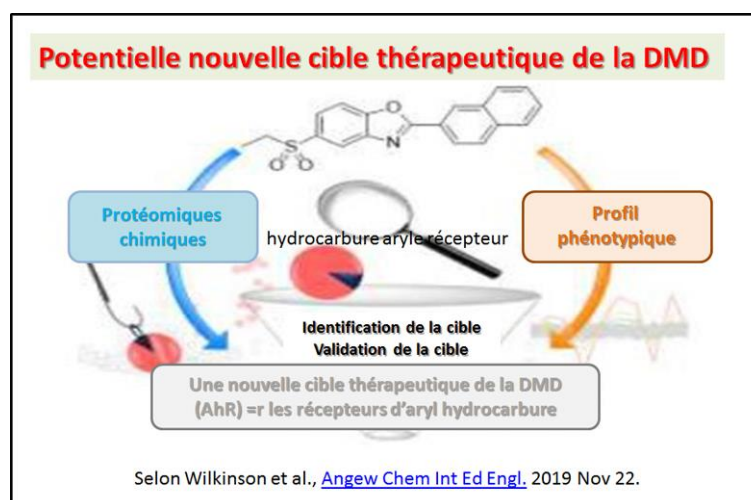 Potentielle nouvelle cible thérapeutique de la DMD
O
N
S
O O
Protéomiques
chimiques
hydrocarbure aryle récepteur
Profil
phénotypique
Identification de la cible
Validation de la cible
Une nouvelle cible thérapeutique de la DMD
(AhR) =r les récepteurs d'aryl hydrocarbure
Selon Wilkinson et al., Angew Chem Int Ed Engl. 2019 Nov 22.